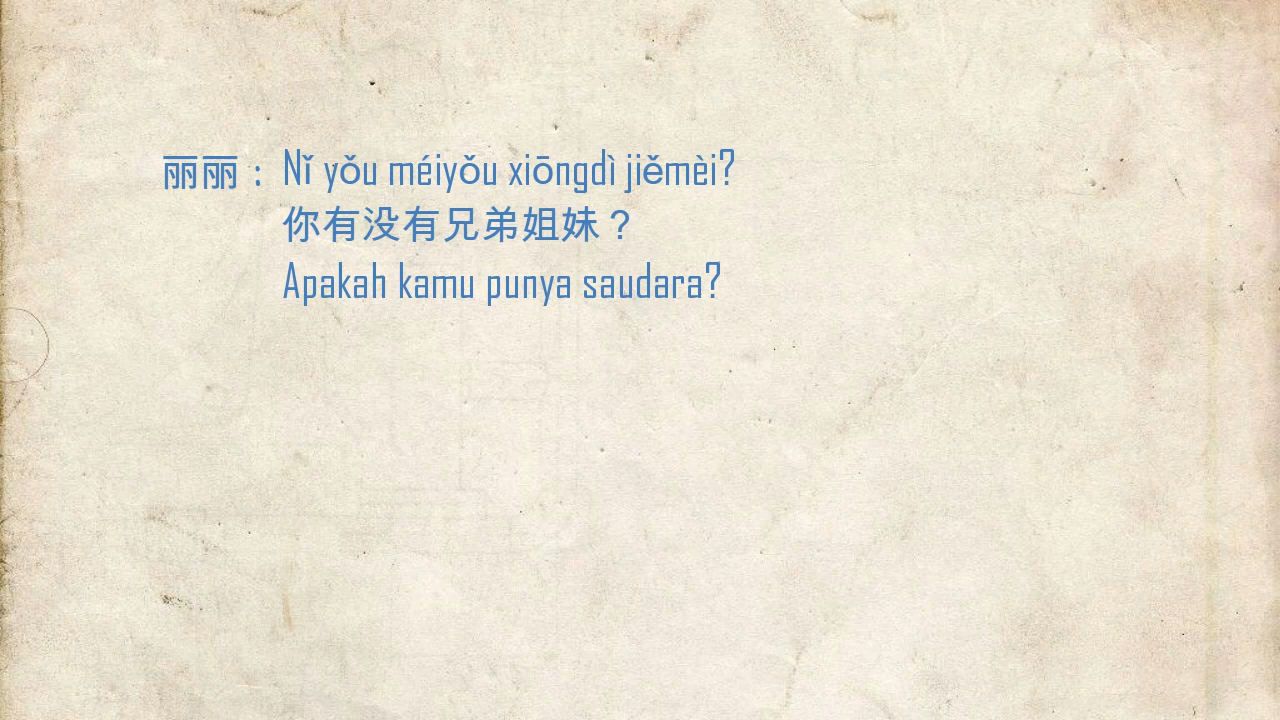 丽丽：Nǐ yǒu méiyǒu xiōngdì jiěmèi?
你有没有兄弟姐妹？
Apakah kamu punya saudara?